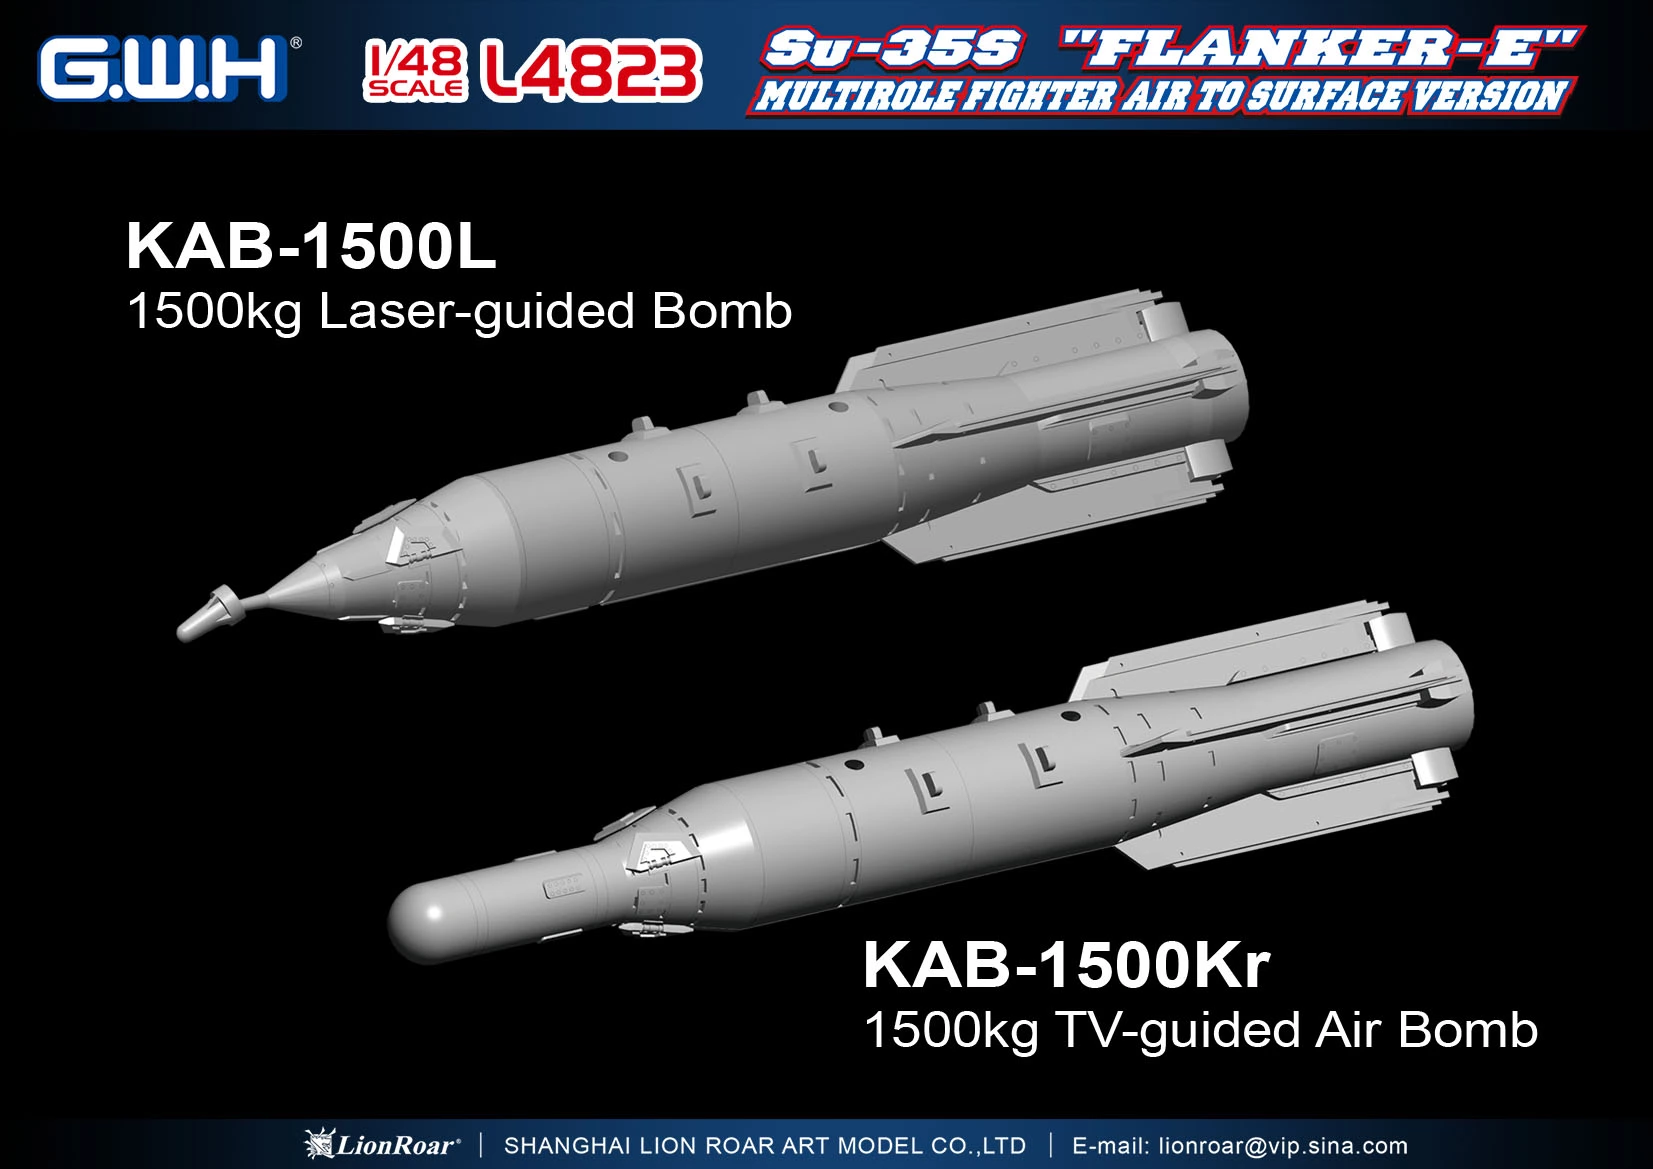 G.W.H®
1/48
SCALE
L4823
Su-35S "FLANKER-E"
MULTIROLE FIGHTER AIR TO SURFACE VERSION
KAB-1500L
1500kg Laser-guided Bomb
KAB-1500Kr
1500kg TV-guided Air Bomb
LionRoar® | SHANGHAI LION ROAR ART MODEL CO.,LTD | E-mail: lionroar@vip.sina.com